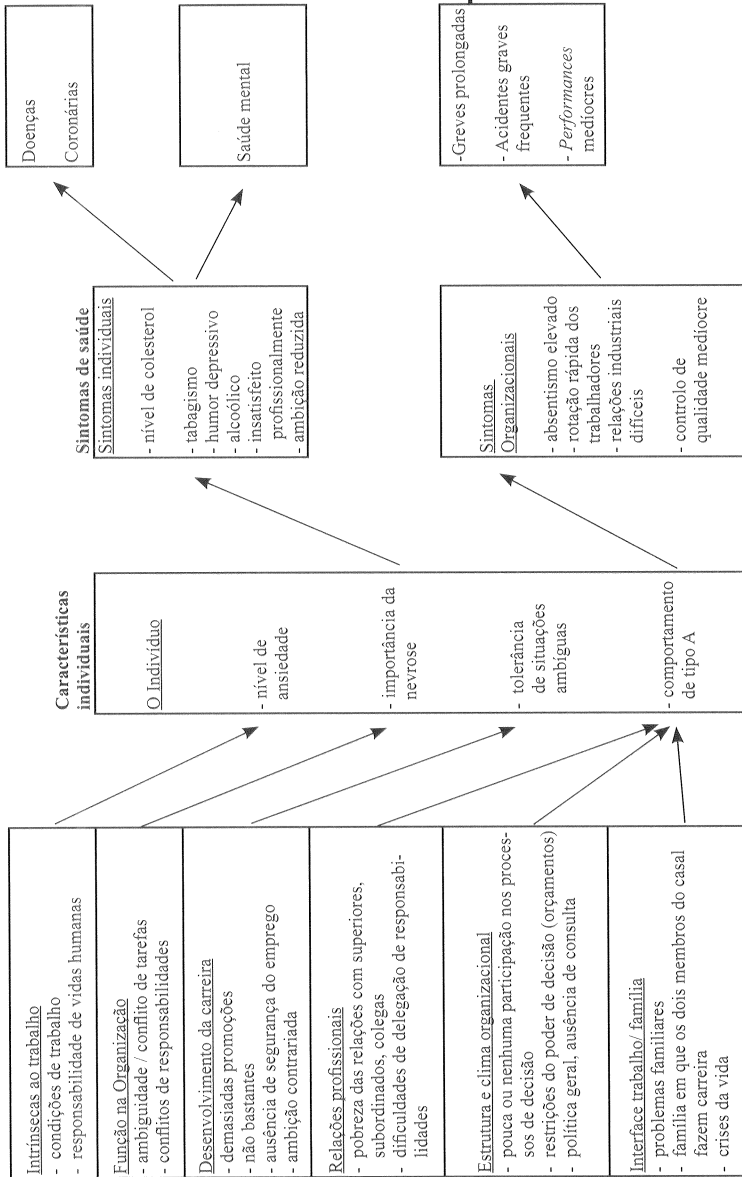 Intrínsecas ao trabalho
- condições de trabalho
- responsabilidade de vidas humanas
Função na Organização
- ambiguidade / conflito de tarefas
- conflitos de responsabilidades
Desenvolvimento da carreira
- demasiadas promoções
- não bastantes
- ausência de segurança do emprego
- ambição contrariada
Relações profissionais
- pobreza das relações com superiores,
subordinados, colegas
- dificuldades de delegação de responsabi-
lidades
Estrutura e clima organizacional
- pouca ou nenhuma participação nos proces-
sos de decisão
- restrições do poder de decisão (orçamentos)
- política geral, ausência de consulta
Interface trabalho/ família
- problemas familiares
- família em que os dois membros do casal
fazem carreira
- crises da vida
Características
individuais
O Indivíduo
- nível de
ansiedade
- importância da
nevrose
- tolerância
de situações
ambíguas
- comportamento
de tipo A
Sintomas de saúde
Sintomas individuais
- nível de colesterol
- tabagismo
- humor depressivo
- alcoólico
- insatisfeito
profissionalmente
- ambição reduzida
Sintomas
Organizacionais
- absentismo elevado
- rotação rápida dos
trabalhadores
- relações industriais
difíceis
- controlo de
qualidade medíocre
Doenças
Coronárias
Saúde mental
-Greves prolongadas
- Acidentes graves
frequentes
- Performances
medíocres